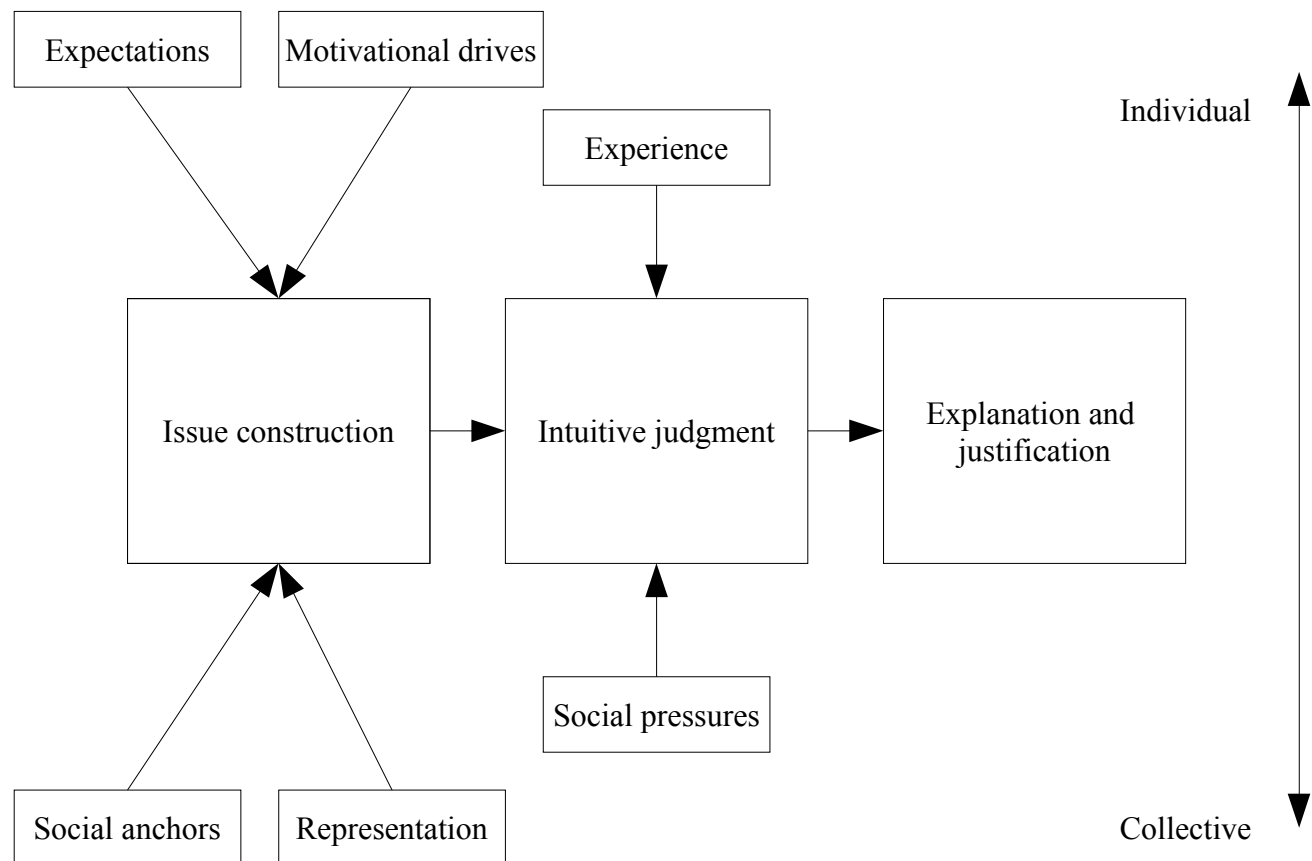 Expectations
Motivational drives
Individual
Experience
Issue construction
Intuitive judgment
Explanation and
justification
Social pressures
Social anchors
Representation
Collective